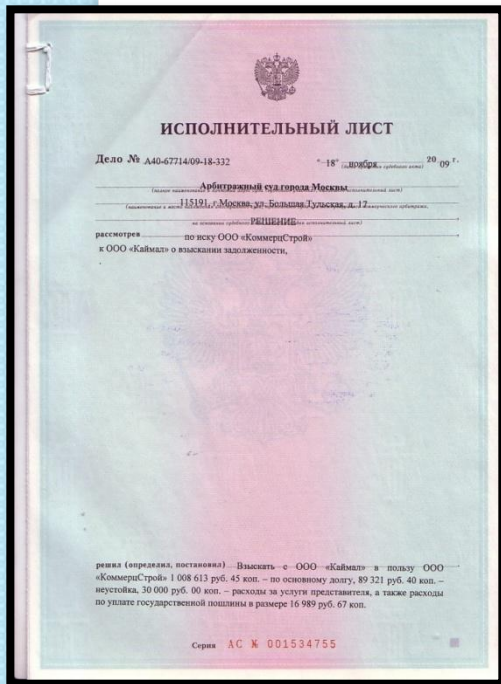 ИСПОЛНИТЕЛЬНЫЙ ЛИСТ
Дело № А40-67714/09-18-332 "18" ноября 20 09 г.
Арбитражный суд города Москвы
115191, г.Москва, ул. Большая Тульская, д. 17
РЕШЕНИЕ
рассмотрев по иску ООО «КоммерцСтрой»
к ООО «Каймал» о взыскании задолженности,
решил (определил, постановил) Взыскать с ООО «Каймал» в пользу ООО
«КоммерцСтрой» 1 008 613 руб. 45 коп. – по основному долгу, 89 321 руб. 40 коп. –
неустойка, 30 000 руб. 00 коп. – расходы за услуги представителя, а также расходы
по уплате государственной пошлины в размере 16 989 руб. 67 коп.
Серия АС № 001534755